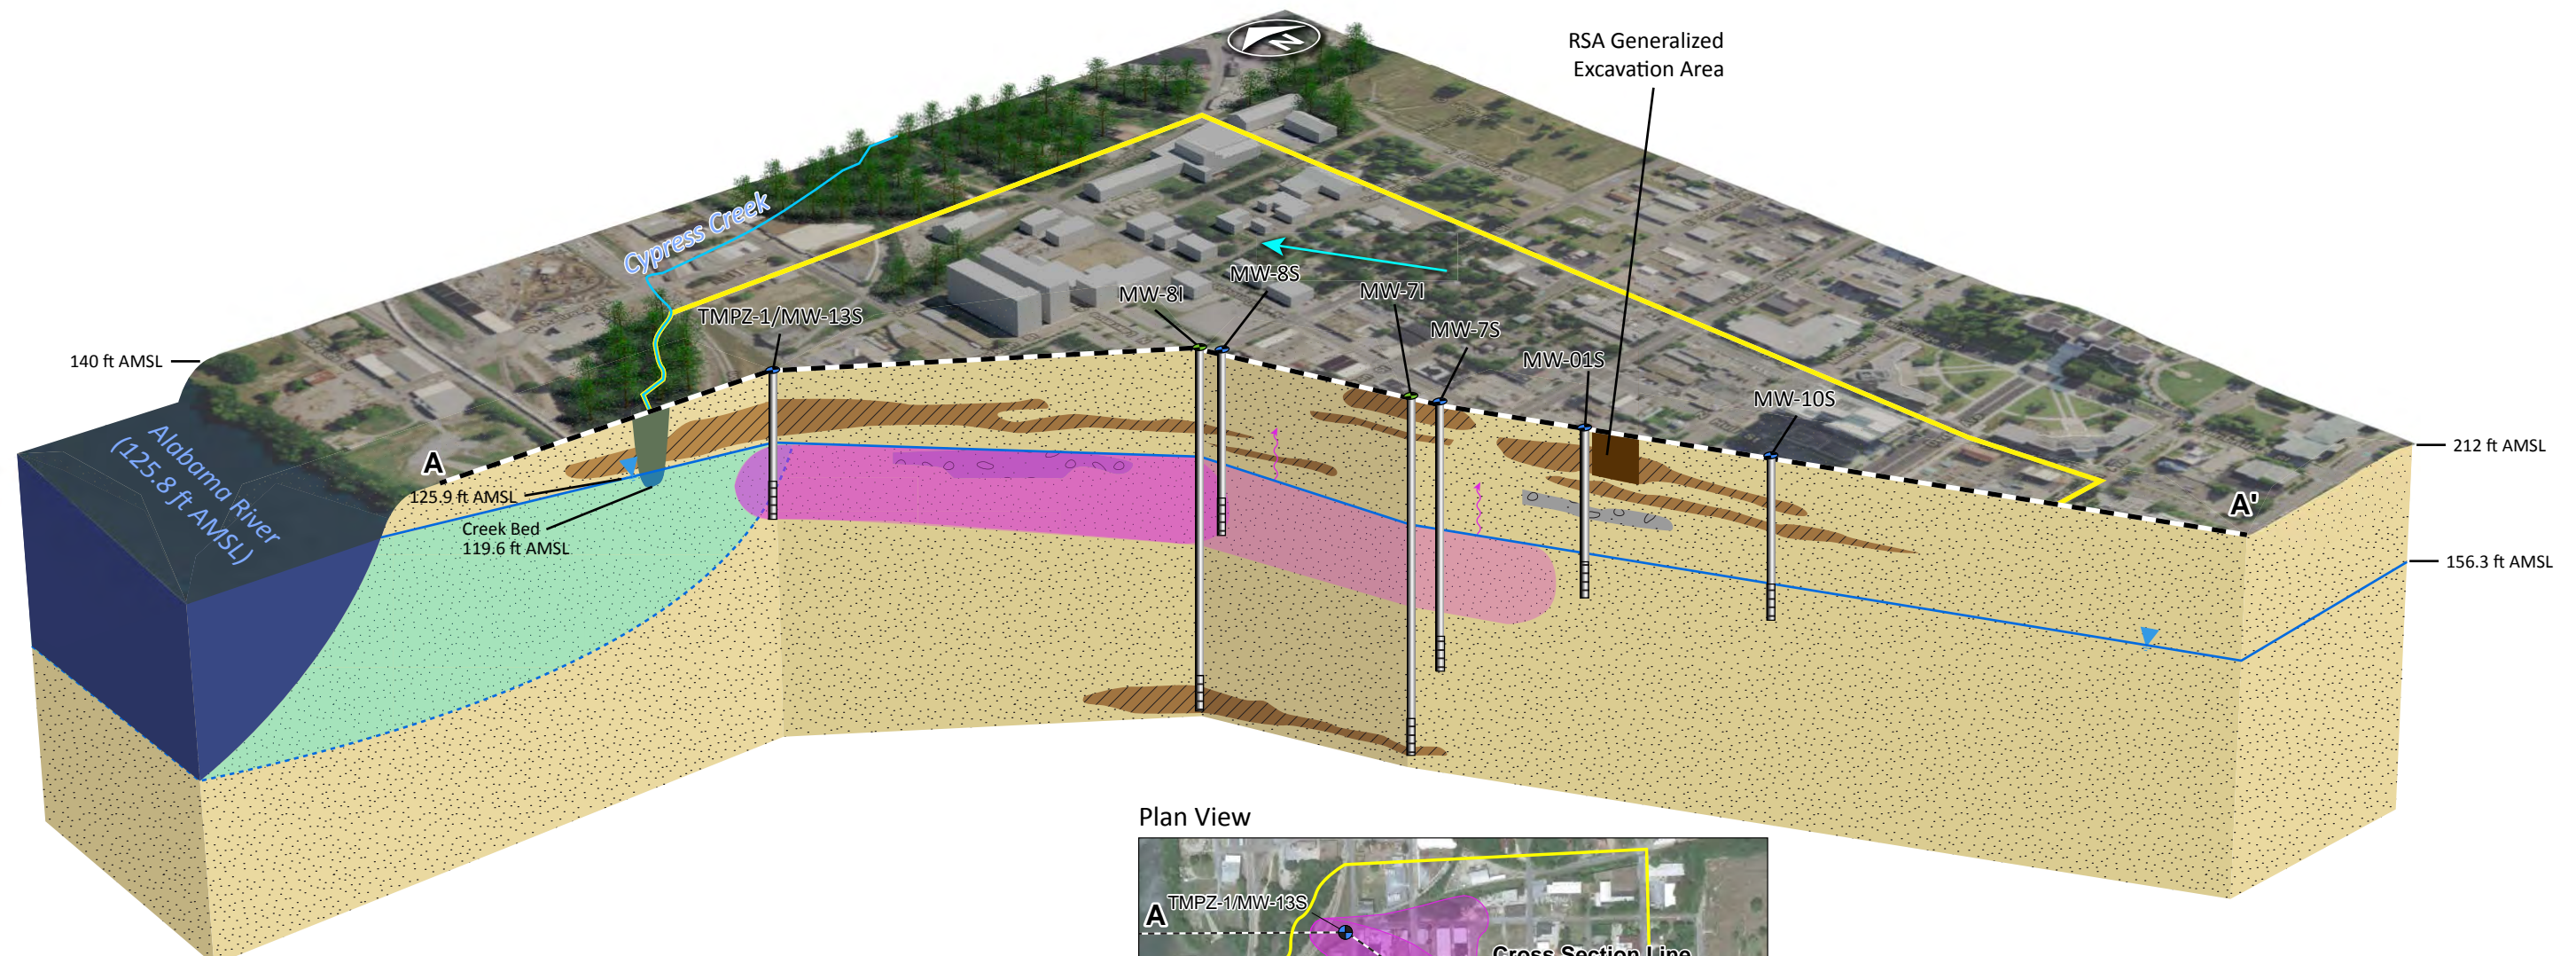 N
RSA Generalized
Excavation Area
Cypress Creek
MW-8S
MW-8I
MW-7I
TMPZ-1/MW-13S
MW-7S
MW-01S
MW-10S
140 ft AMSL
212 ft AMSL
Alabama River
(125.8 ft AMSL)
A
125.9 ft AMSL
A'
Creek Bed
119.6 ft AMSL
156.3 ft AMSL
Plan View
TMPZ-1/MW-13S
A
Cross Section Line